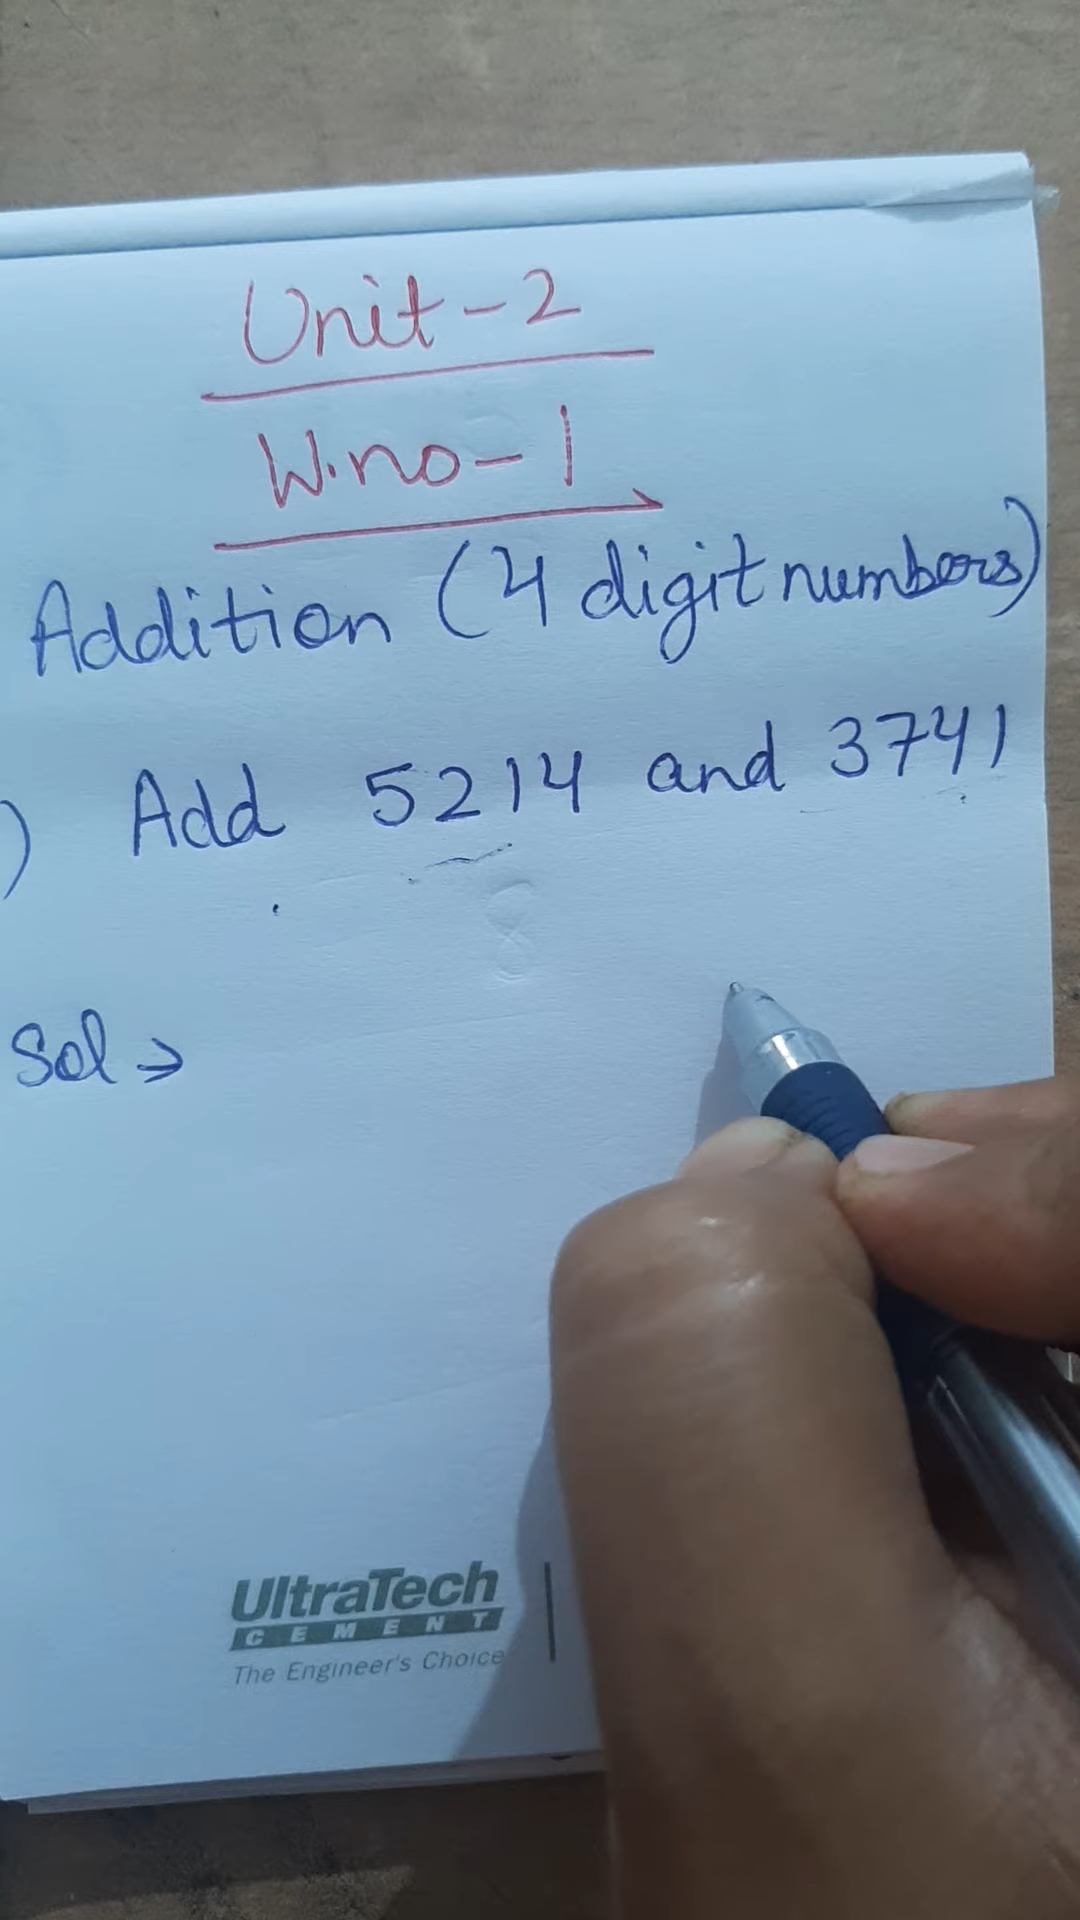 Unit-2
W.no-1
Addition (4 digit numbers)
) Add 5214 and 3741
Sol →
UltraTech
CEMENT
The Engineer's Choice